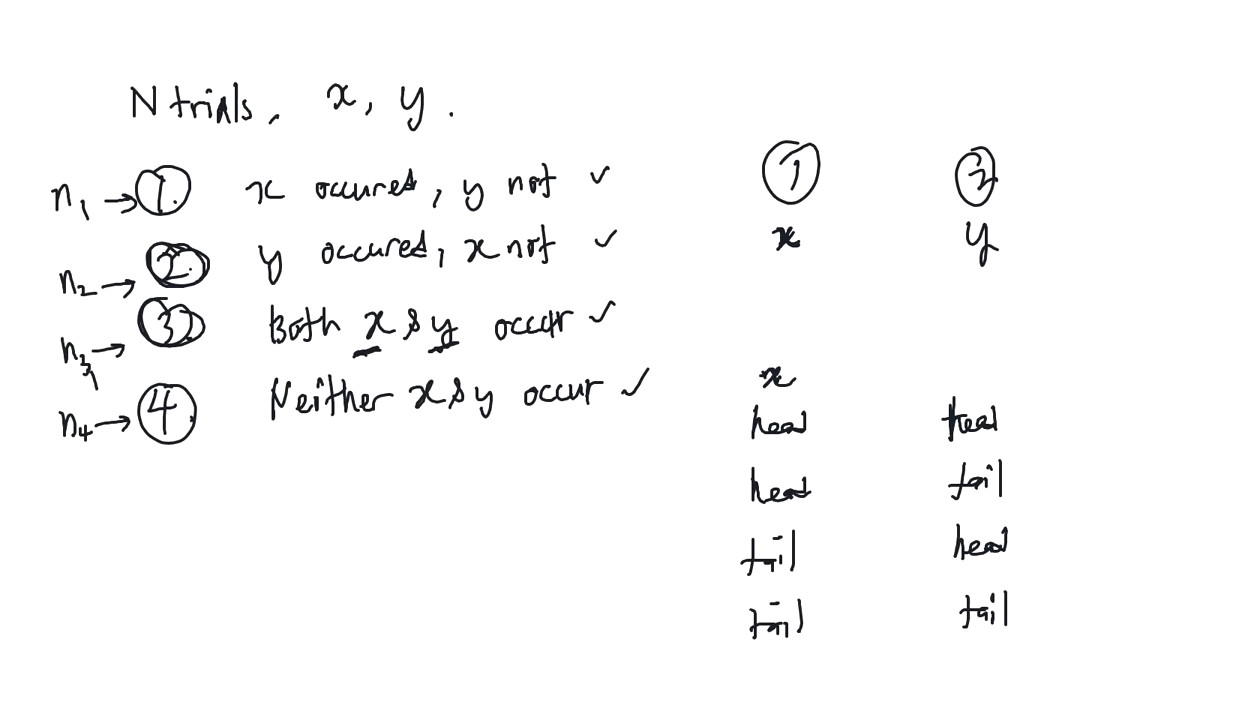 N trials, x, y.
n1 → 1. x occured, y not ✓
n2 → 2. y occured, x not ✓
n3 → 3 Both x & y occur ✓
n4 → 4 Neither x & y occur ✓
1 2
x y
x
head head
head tail
tail head
tail tail